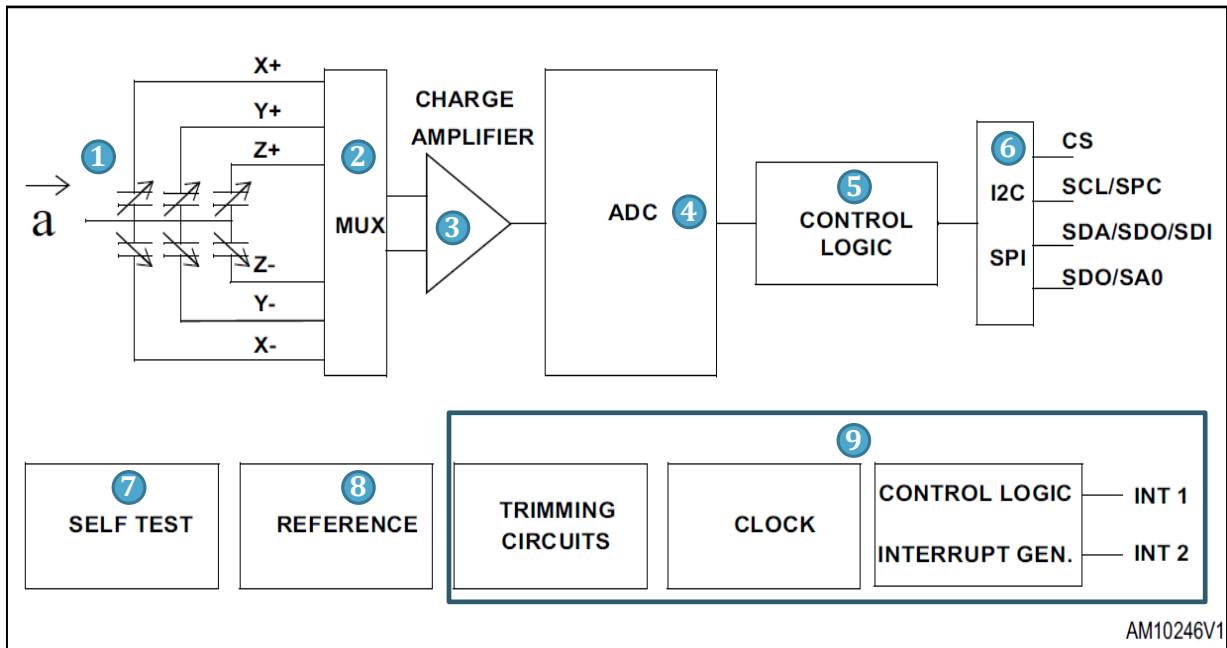 X+
Y+
Z+
1
a
Z-
Y-
X-
2
MUX
CHARGE
AMPLIFIER
3
ADC
4
5
CONTROL
LOGIC
6
I2C
SPI
CS
SCL/SPC
SDA/SDO/SDI
SDO/SA0
7
SELF TEST
8
REFERENCE
9
TRIMMING
CIRCUITS
CLOCK
CONTROL LOGIC
INTERRUPT GEN.
INT 1
INT 2
AM10246V1